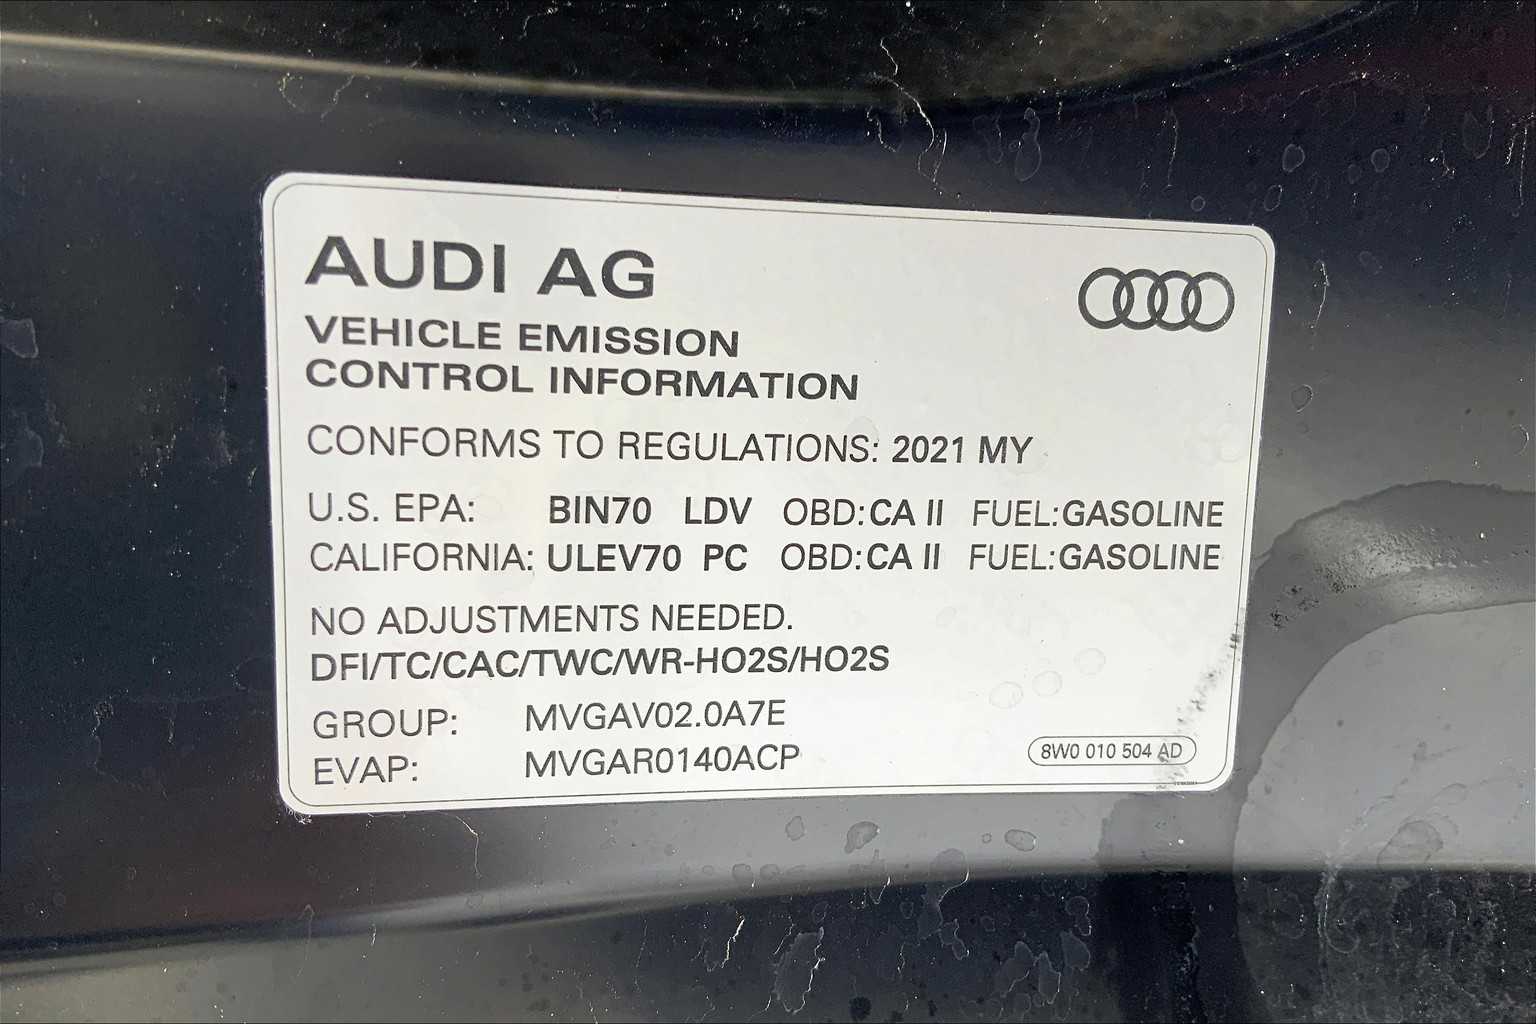 AUDI AG
VEHICLE EMISSION
CONTROL INFORMATION
CONFORMS TO REGULATIONS: 2021 MY
U.S. EPA: BIN70 LDV OBD:CA II FUEL:GASOLINE
CALIFORNIA: ULEV70 PC OBD:CA II FUEL:GASOLINE
NO ADJUSTMENTS NEEDED.
DFI/TC/CAC/TWC/WR-HO2S/HO2S
GROUP: MVGAV02.0A7E
EVAP: MVGAR0140ACP
8W0 010 504 AD